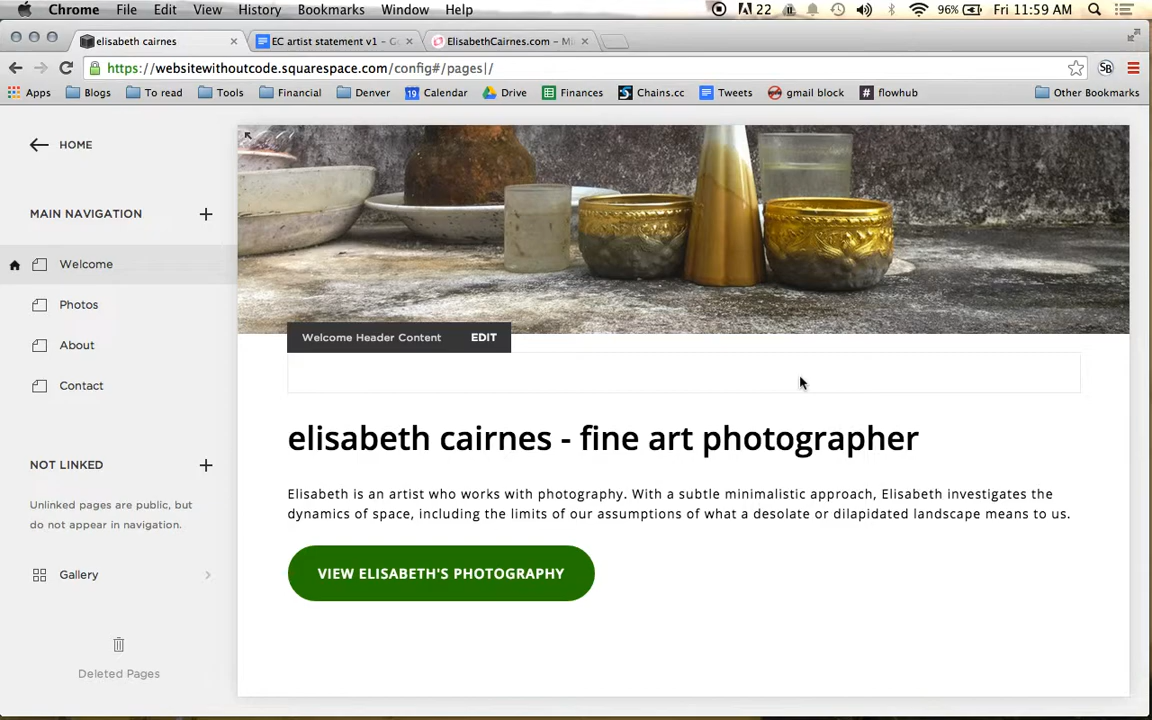 Chrome File Edit View History Bookmarks Window Help 22 96% Fri 11:59 AM
elisabeth cairnes EC artist statement v1 – Go ElisabethCairnes.com – Mi
https://websitewithoutcode.squarespace.com/config#/pages|/
Apps Blogs To read Tools Financial Denver 19 Calendar Drive Finances Chains.cc Tweets gmail block # flowhub Other Bookmarks
HOME
MAIN NAVIGATION +
Welcome
Photos
About
Contact
NOT LINKED +
Unlinked pages are public, but
do not appear in navigation.
Gallery
Deleted Pages
Welcome Header Content EDIT
elisabeth cairnes - fine art photographer
Elisabeth is an artist who works with photography. With a subtle minimalistic approach, Elisabeth investigates the
dynamics of space, including the limits of our assumptions of what a desolate or dilapidated landscape means to us.
VIEW ELISABETH'S PHOTOGRAPHY